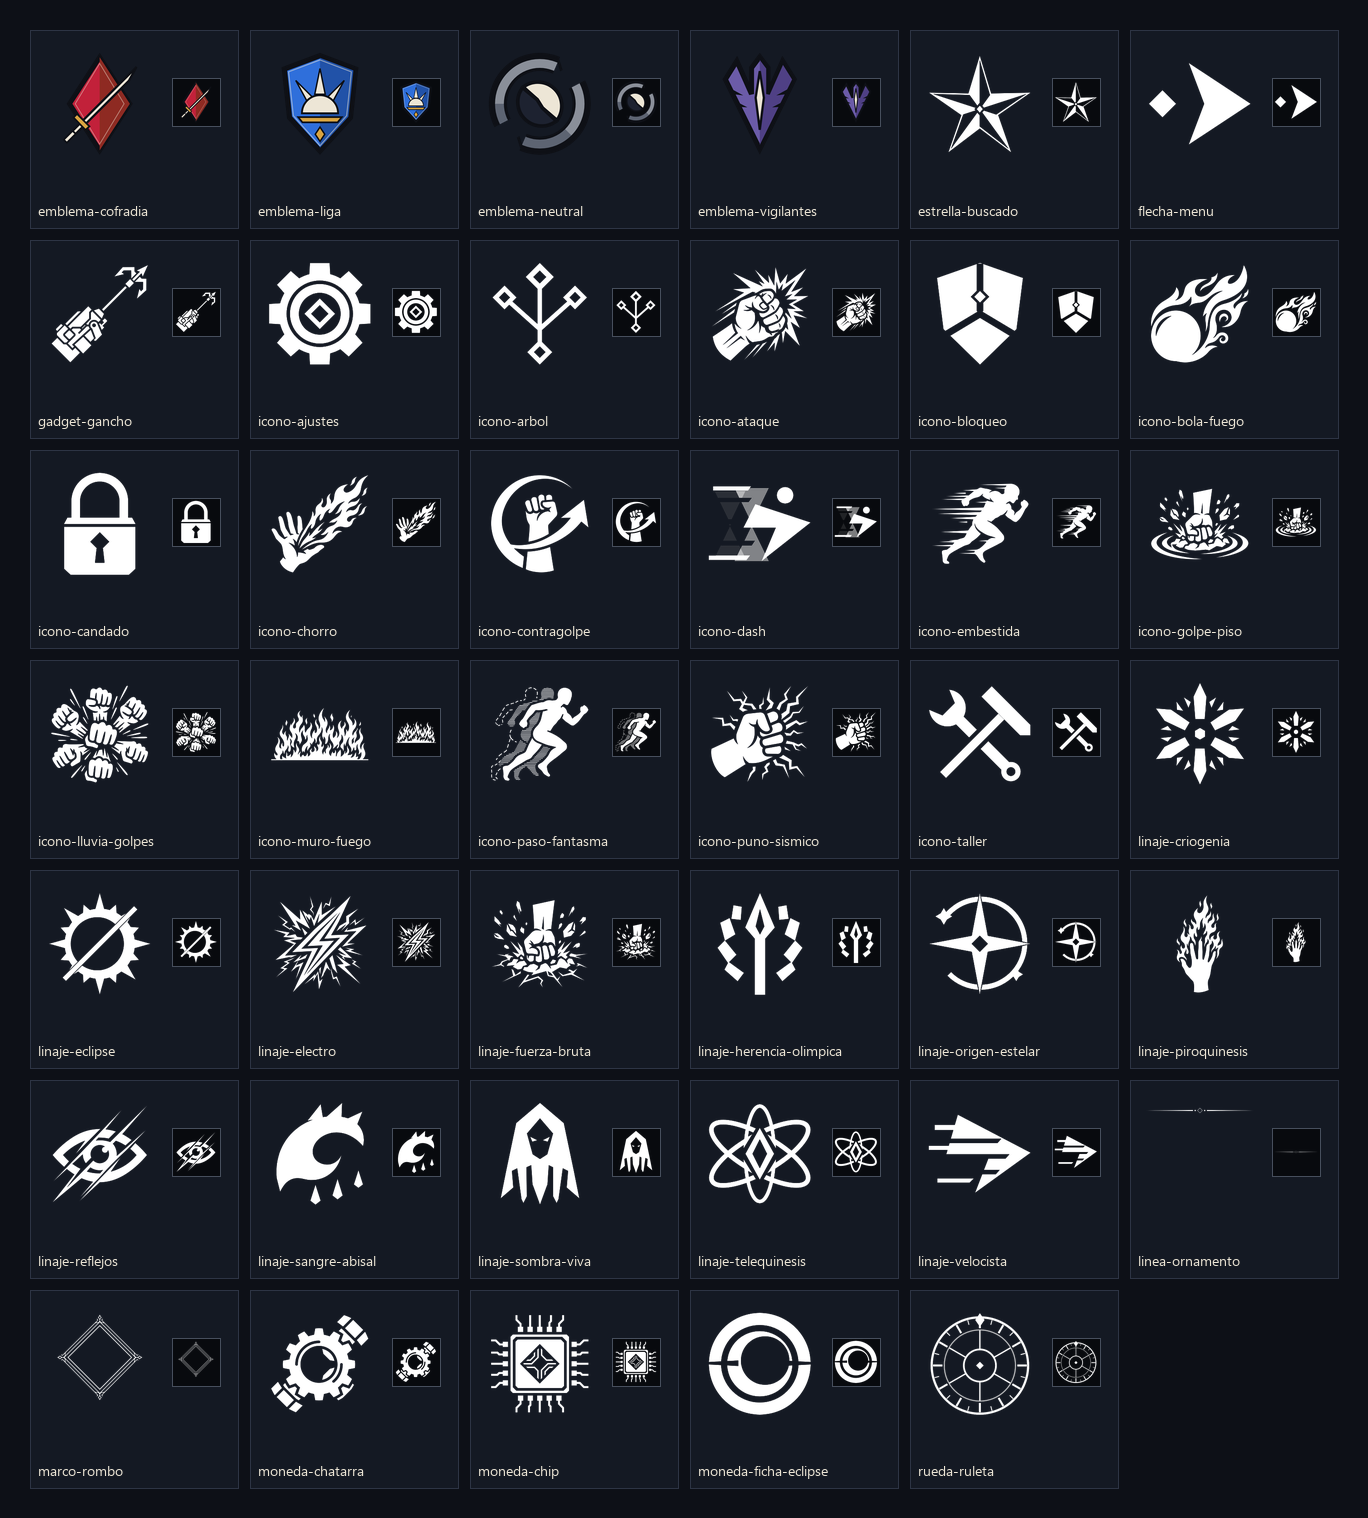 emblema-cofradia
emblema-liga
emblema-neutral
emblema-vigilantes
estrella-buscado
flecha-menu
gadget-gancho
icono-ajustes
icono-arbol
icono-ataque
icono-bloqueo
icono-bola-fuego
icono-candado
icono-chorro
icono-contragolpe
icono-dash
icono-embestida
icono-golpe-piso
icono-lluvia-golpes
icono-muro-fuego
icono-paso-fantasma
icono-puno-sismico
icono-taller
linaje-criogenia
linaje-eclipse
linaje-electro
linaje-fuerza-bruta
linaje-herencia-olimpica
linaje-origen-estelar
linaje-piroquinesis
linaje-reflejos
linaje-sangre-abisal
linaje-sombra-viva
linaje-telequinesis
linaje-velocista
linea-ornamento
marco-rombo
moneda-chatarra
moneda-chip
moneda-ficha-eclipse
rueda-ruleta